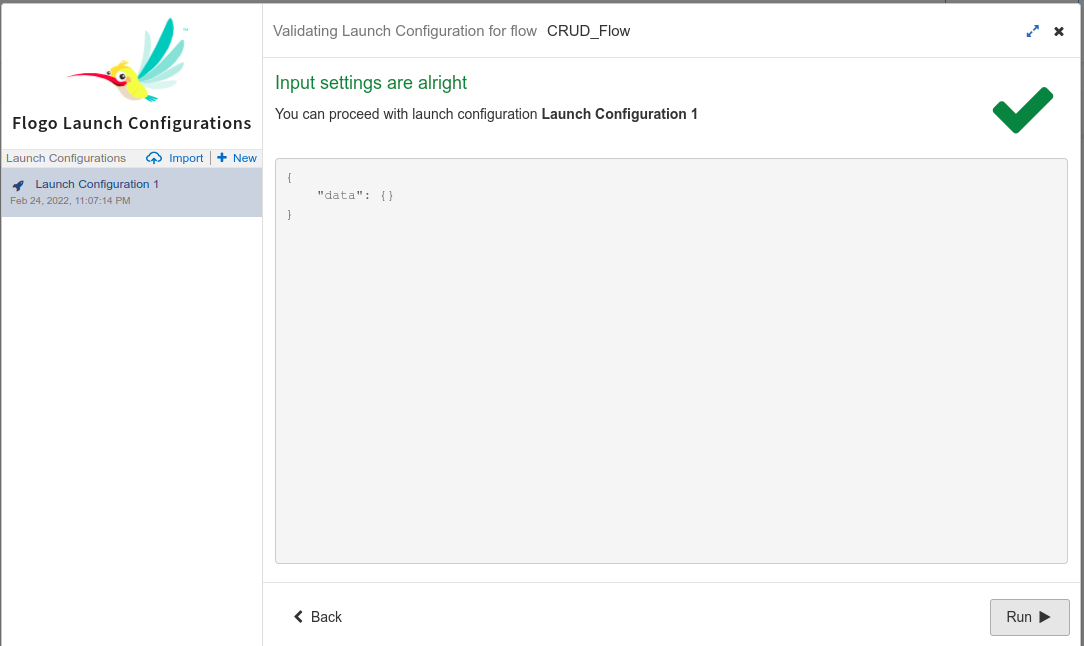 Flogo Launch Configurations
Launch Configurations Import New
Launch Configuration 1
Feb 24, 2022, 11:07:14 PM
Validating Launch Configuration for flow CRUD_Flow
Input settings are alright
You can proceed with launch configuration Launch Configuration 1
{
"data": {}
}
Back
Run